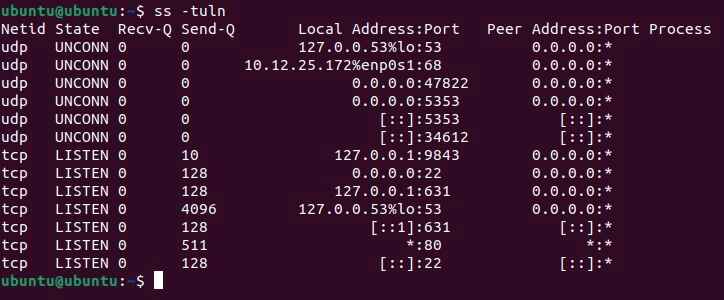 ubuntu@ubuntu:~$ ss -tuln
Netid State  Recv-Q Send-Q       Local Address:Port   Peer Address:Port Process
udp   UNCONN 0      0            127.0.0.53%lo:53          0.0.0.0:*
udp   UNCONN 0      0      10.12.25.172%enp0s1:68          0.0.0.0:*
udp   UNCONN 0      0                  0.0.0.0:47822       0.0.0.0:*
udp   UNCONN 0      0                  0.0.0.0:5353        0.0.0.0:*
udp   UNCONN 0      0                     [::]:5353           [::]:*
udp   UNCONN 0      0                     [::]:34612          [::]:*
tcp   LISTEN 0      10               127.0.0.1:9843        0.0.0.0:*
tcp   LISTEN 0      128                0.0.0.0:22          0.0.0.0:*
tcp   LISTEN 0      128              127.0.0.1:631         0.0.0.0:*
tcp   LISTEN 0      4096         127.0.0.53%lo:53          0.0.0.0:*
tcp   LISTEN 0      128                  [::1]:631            [::]:*
tcp   LISTEN 0      511                      *:80                *:*
tcp   LISTEN 0      128                   [::]:22             [::]:*
ubuntu@ubuntu:~$